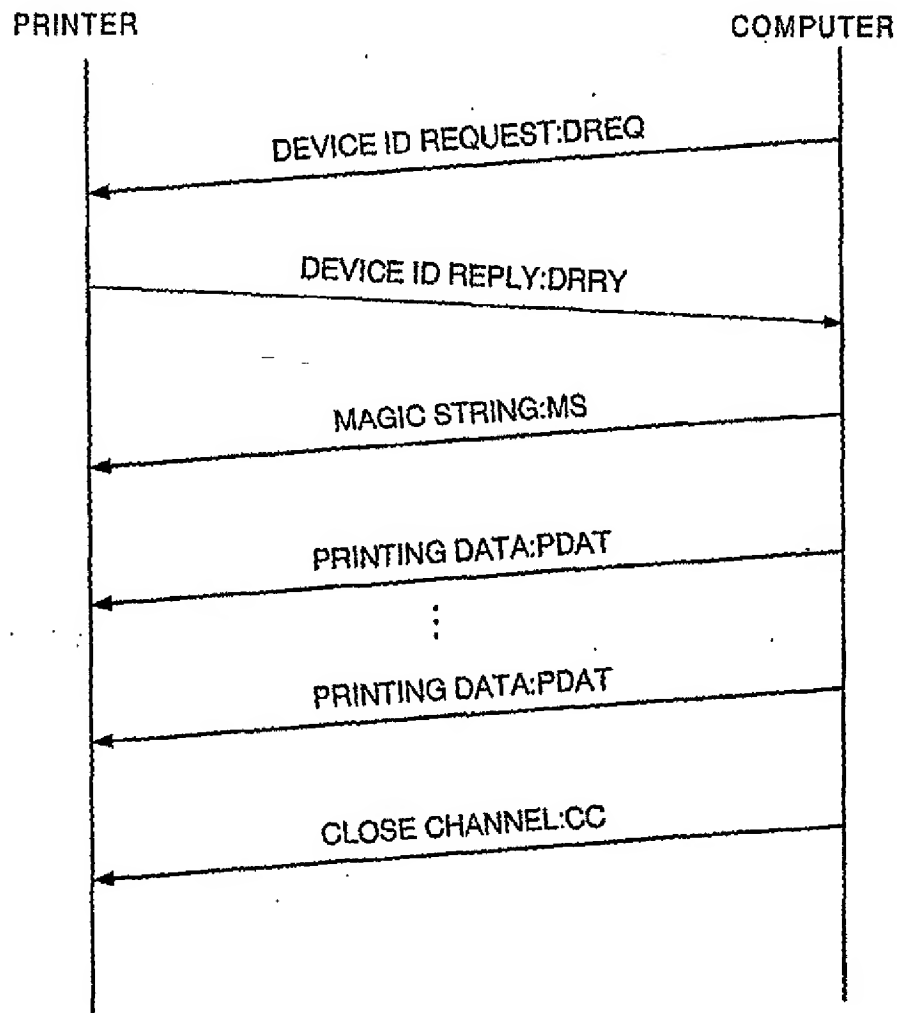 PRINTER
COMPUTER
DEVICE ID REQUEST:DREQ
DEVICE ID REPLY:DRRY
MAGIC STRING:MS
PRINTING DATA:PDAT
PRINTING DATA:PDAT
CLOSE CHANNEL:CC